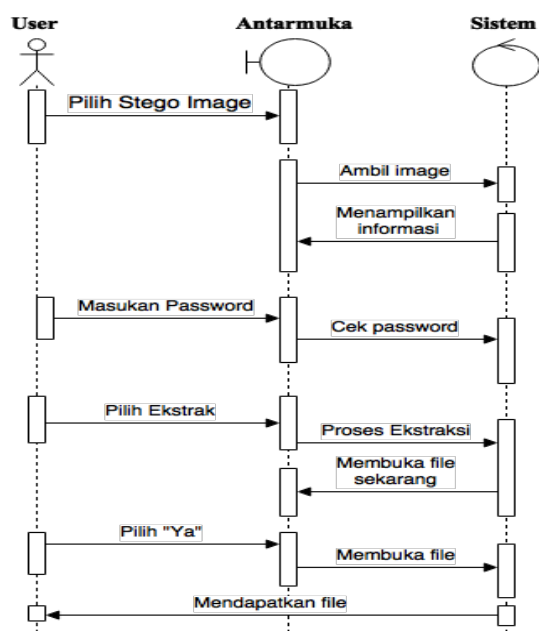 User
Antarmuka
Sistem
Pilih Stego Image
Ambil image
Menampilkan
informasi
Masukan Password
Cek password
Pilih Ekstrak
Proses Ekstraksi
Membuka file
sekarang
Pilih "Ya"
Membuka file
Mendapatkan file